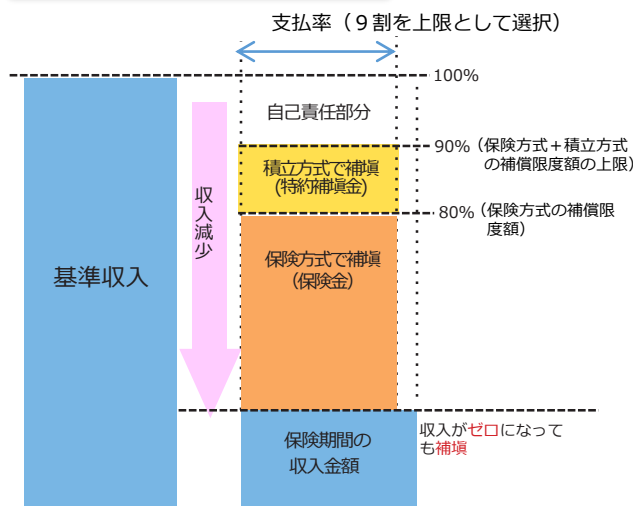 支払率(9割を上限として選択)
100%
自己責任部分
90%(保険方式+積立方式
の補償限度額の上限)
積立方式で補塡
(特約補塡金)
80%(保険方式の補償限
度額)
収入減少
基準収入
保険方式で補塡
(保険金)
保険期間の
収入金額
収入がゼロになって
も補塡